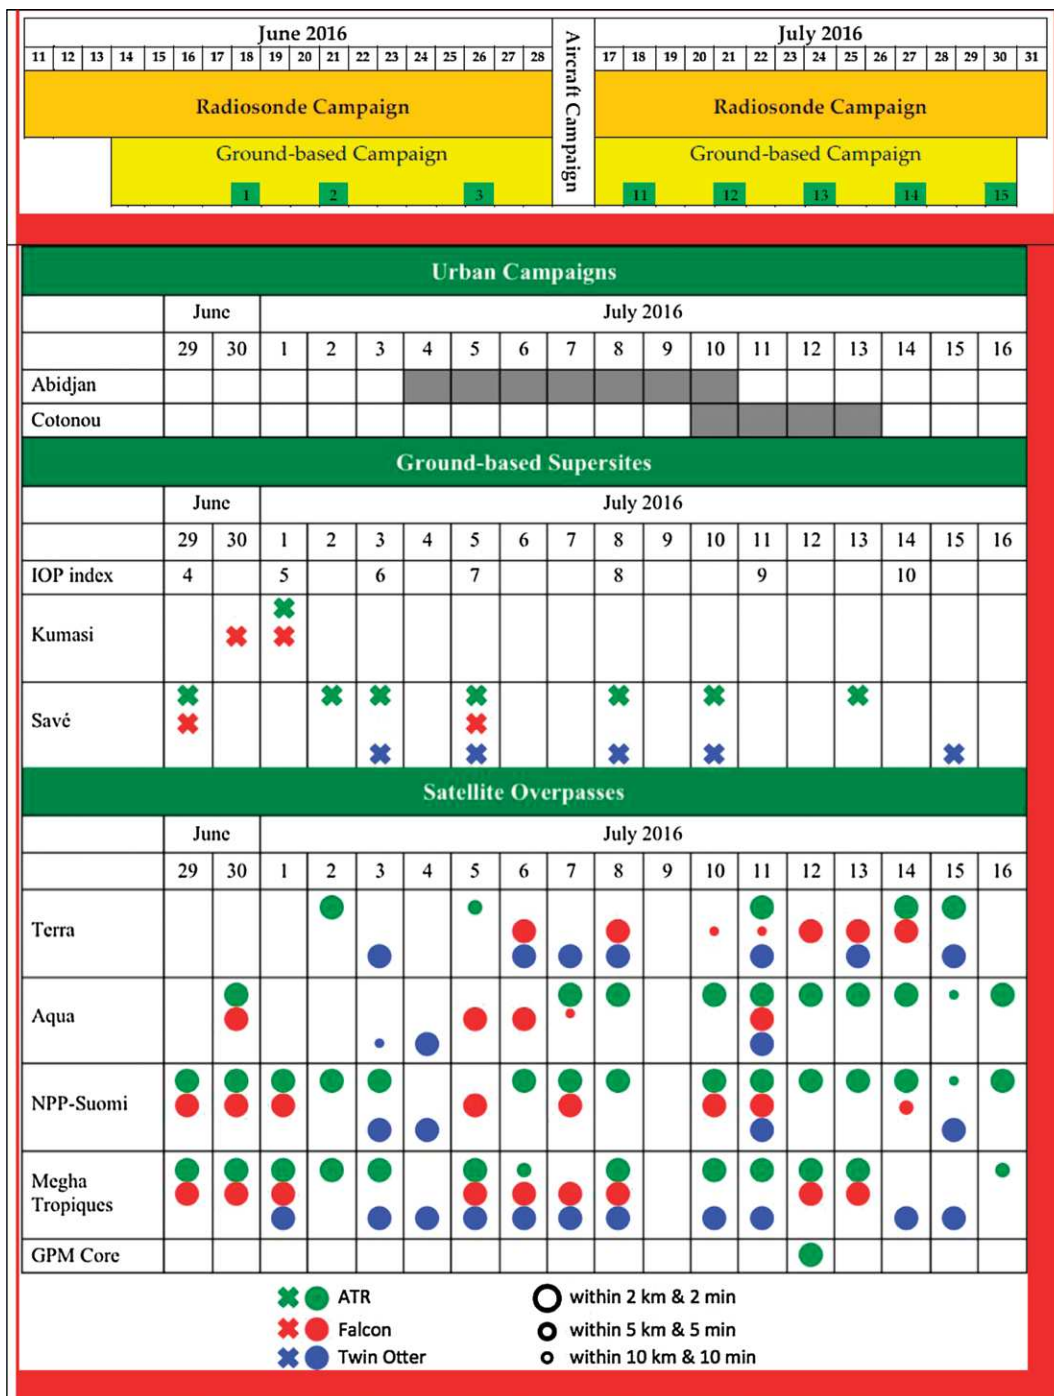 June 2016
July 2016
11 12 13 14 15 16 17 18 19 20 21 22 23 24 25 26 27 28
17 18 19 20 21 22 23 24 25 26 27 28 29 30 31
Aircraft Campaign
Radiosonde Campaign
Radiosonde Campaign
Ground-based Campaign
Ground-based Campaign
1 2 3
11 12 13 14 15
Urban Campaigns
June July 2016
29 30 1 2 3 4 5 6 7 8 9 10 11 12 13 14 15 16
Abidjan
Cotonou
Ground-based Supersites
June July 2016
29 30 1 2 3 4 5 6 7 8 9 10 11 12 13 14 15 16
IOP index 4 5 6 7 8 9 10
Kumasi
Savé
Satellite Overpasses
June July 2016
29 30 1 2 3 4 5 6 7 8 9 10 11 12 13 14 15 16
Terra
Aqua
NPP-Suomi
Megha
Tropiques
GPM Core
ATR within 2 km & 2 min
Falcon within 5 km & 5 min
Twin Otter within 10 km & 10 min